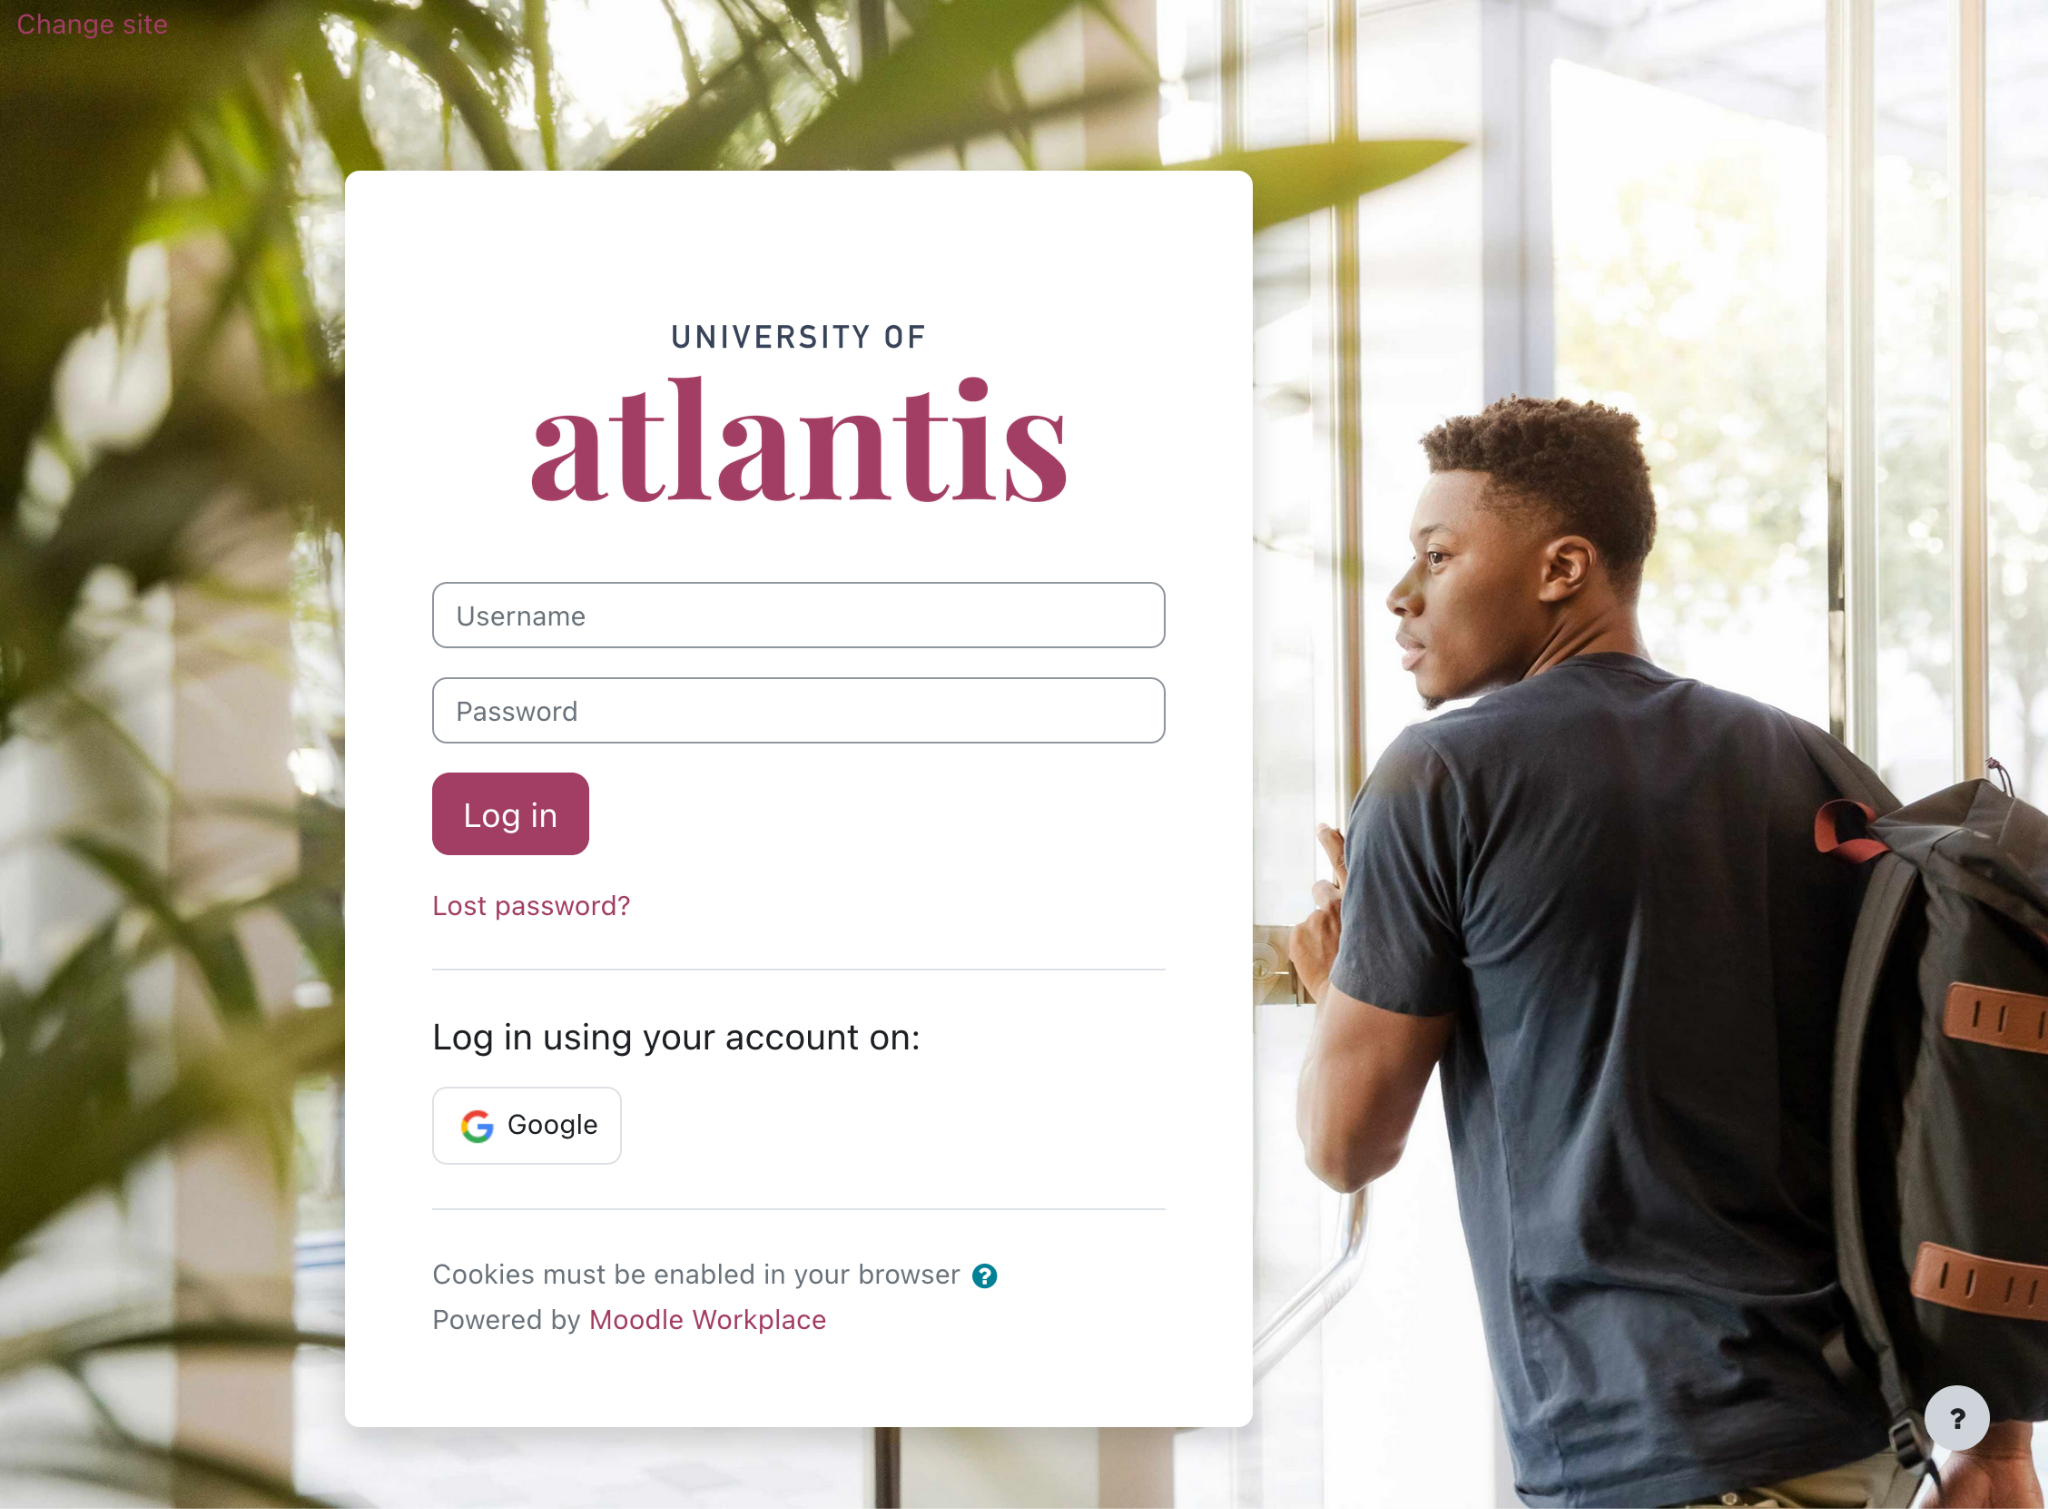 Change site
UNIVERSITY OF
atlantis
Username
Password
Log in
Lost password?
Log in using your account on:
Google
Cookies must be enabled in your browser ?
Powered by Moodle Workplace
?